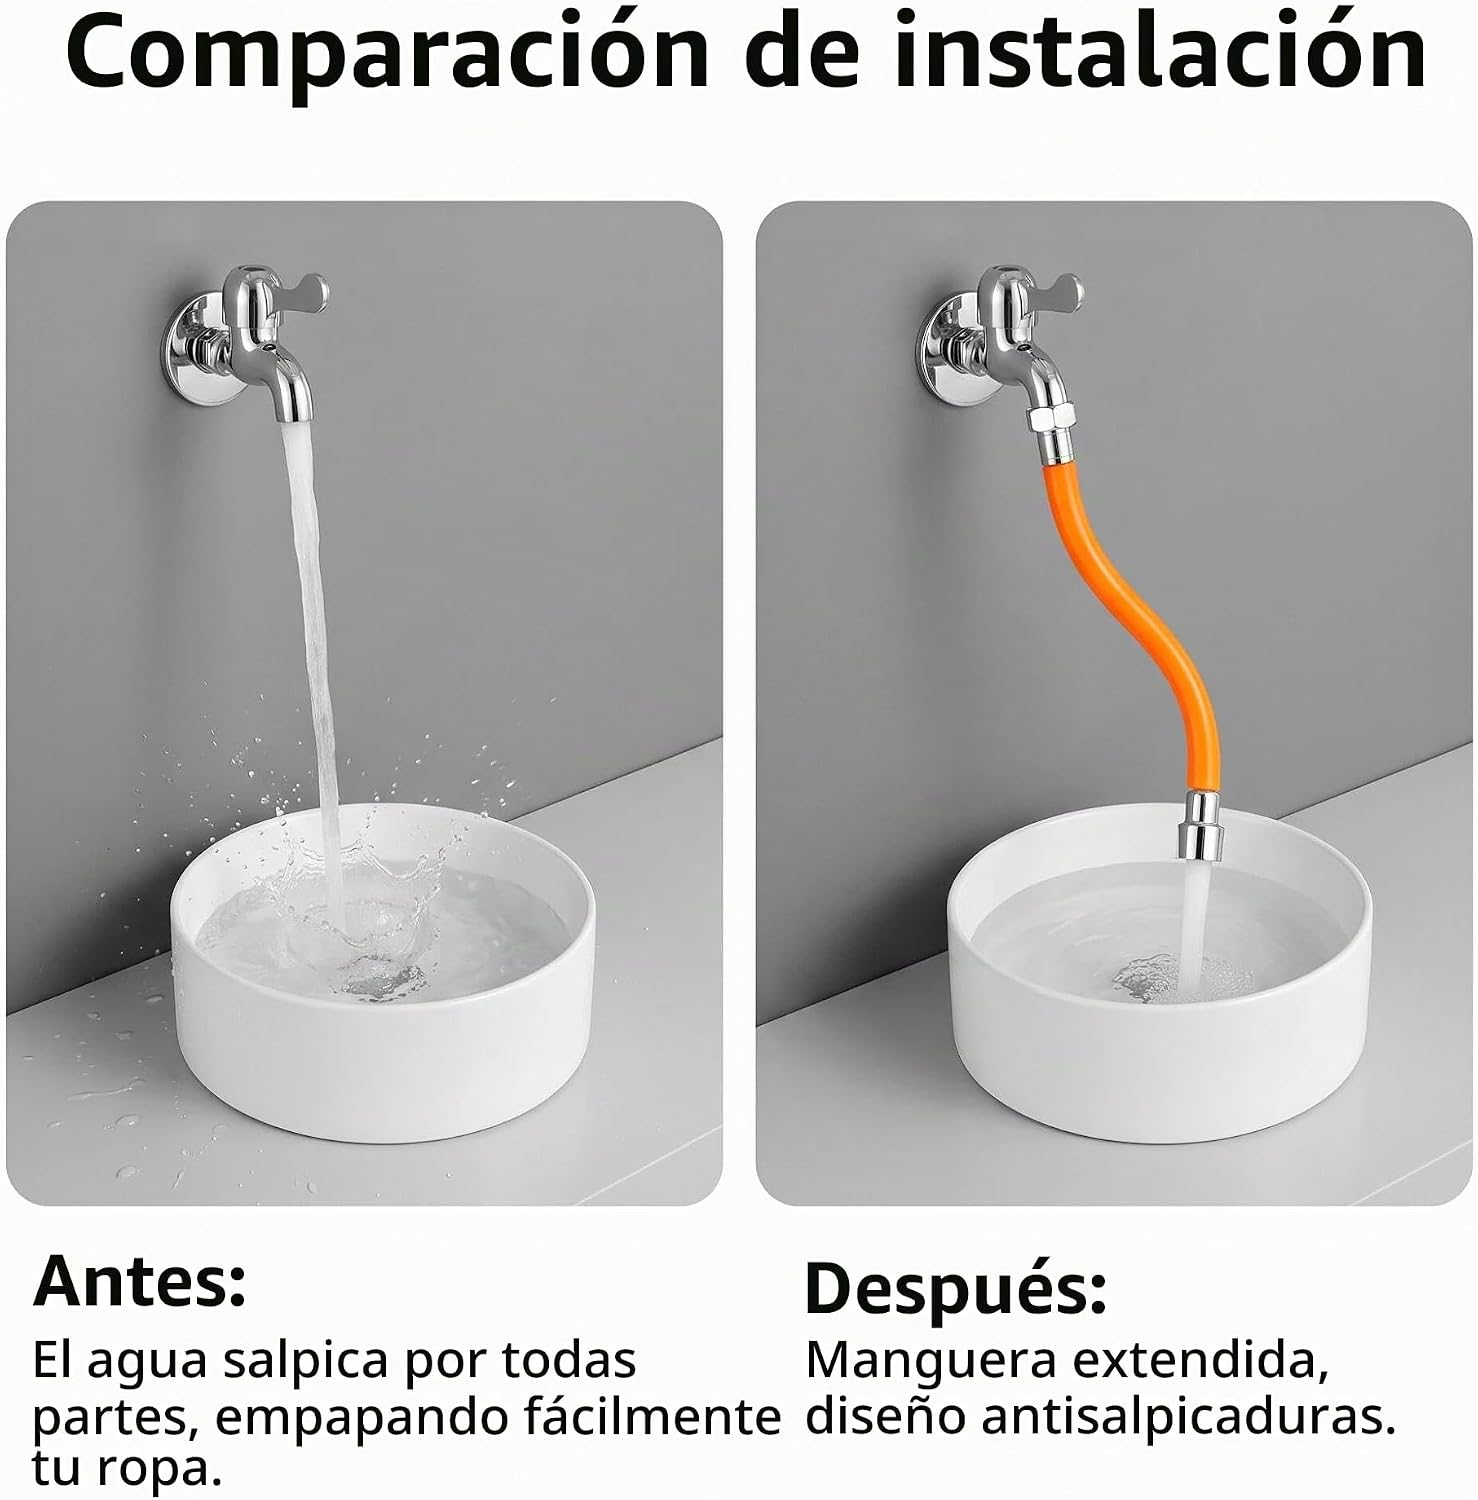 Comparación de instalación
Antes:
El agua salpica por todas
partes, empapando fácilmente
tu ropa.
Después:
Manguera extendida,
diseño antisalpicaduras.